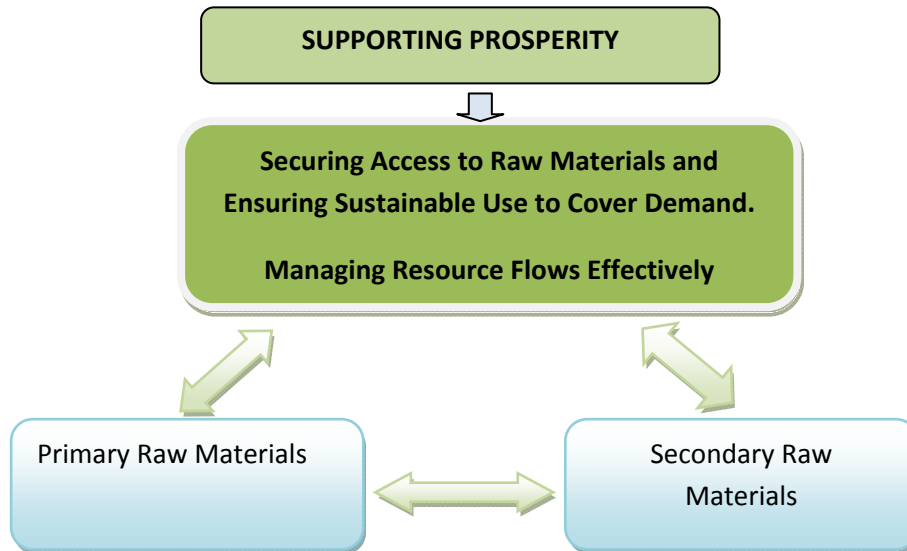 SUPPORTING PROSPERITY
Securing Access to Raw Materials and
Ensuring Sustainable Use to Cover Demand.
Managing Resource Flows Effectively
Primary Raw Materials
Secondary Raw
Materials